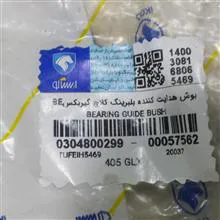 1400
3081
6806
5469
بوش هدایت کننده بلبرینگ کلاچ گیربکس BE
BEARING GUIDE BUSH
0304800299 -- 00057562
TUFEIH5469 20037
405 GLX